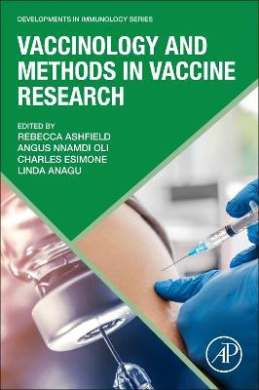 DEVELOPMENTS IN IMMUNOLOGY SERIES
VACCINOLOGY AND
METHODS IN VACCINE
RESEARCH
EDITED BY
REBECCA ASHFIELD
ANGUS NNAMDI OLI
CHARLES ESIMONE
LINDA ANAGU
AP